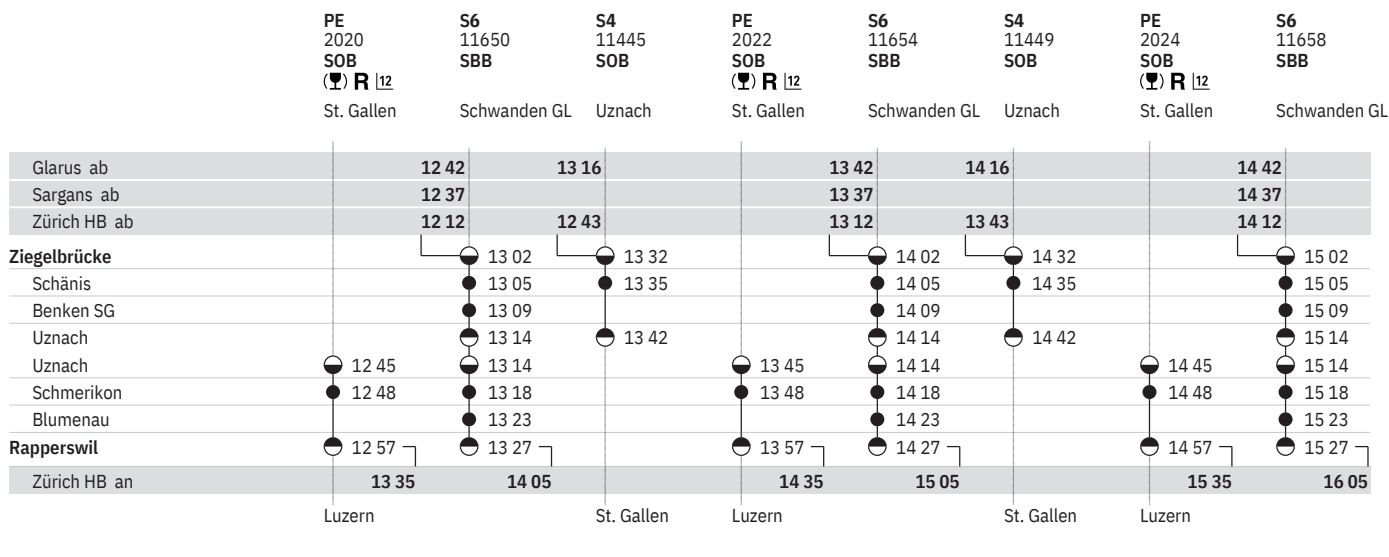 PE S6 S4 PE S6 S4 PE S6
2020 11650 11445 2022 11654 11449 2024 11658
SOB SBB SOB SOB SBB SOB SOB SBB
R 12 R 12 R 12
St. Gallen Schwanden GL Uznach St. Gallen Schwanden GL Uznach St. Gallen Schwanden GL
Glarus ab 12 42 13 16 13 42 14 16 14 42
Sargans ab 12 37 13 37 14 37
Zürich HB ab 12 12 12 43 13 12 13 43 14 12
Ziegelbrücke 13 02 13 32 14 02 14 32 15 02
Schänis 13 05 13 35 14 05 14 35 15 05
Benken SG 13 09 14 09 15 09
Uznach 13 14 13 42 14 14 14 42 15 14
Uznach 12 45 13 14 13 45 14 14 14 45 15 14
Schmerikon 12 48 13 18 13 48 14 18 14 48 15 18
Blumenau 13 23 14 23 15 23
Rapperswil 12 57 13 27 13 57 14 27 14 57 15 27
Zürich HB an 13 35 14 05 14 35 15 05 15 35 16 05
Luzern St. Gallen Luzern St. Gallen Luzern